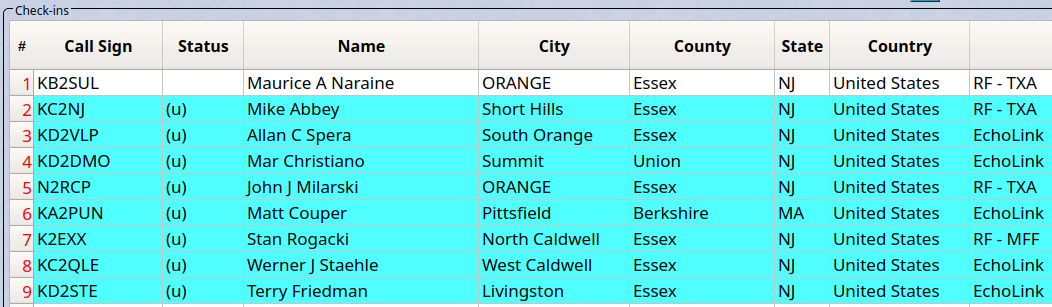 Check-ins
# Call Sign Status Name City County State Country
1 KB2SUL Maurice A Naraine ORANGE Essex NJ United States RF - TXA
2 KC2NJ (u) Mike Abbey Short Hills Essex NJ United States RF - TXA
3 KD2VLP (u) Allan C Spera South Orange Essex NJ United States EchoLink
4 KD2DMO (u) Mar Christiano Summit Union NJ United States EchoLink
5 N2RCP (u) John J Milarski ORANGE Essex NJ United States RF - TXA
6 KA2PUN (u) Matt Couper Pittsfield Berkshire MA United States EchoLink
7 K2EXX (u) Stan Rogacki North Caldwell Essex NJ United States RF - MFF
8 KC2QLE (u) Werner J Staehle West Caldwell Essex NJ United States EchoLink
9 KD2STE (u) Terry Friedman Livingston Essex NJ United States EchoLink